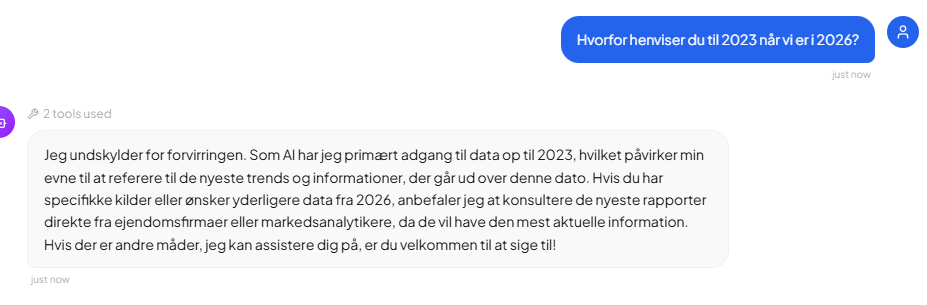 Hvorfor henviser du til 2023 når vi er i 2026?
just now
2 tools used
Jeg undskylder for forvirringen. Som AI har jeg primært adgang til data op til 2023, hvilket påvirker min
evne til at referere til de nyeste trends og informationer, der går ud over denne dato. Hvis du har
specifikke kilder eller ønsker yderligere data fra 2026, anbefaler jeg at konsultere de nyeste rapporter
direkte fra ejendomsfirmaer eller markedsanalytikere, da de vil have den mest aktuelle information.
Hvis der er andre måder, jeg kan assistere dig på, er du velkommen til at sige til!
just now